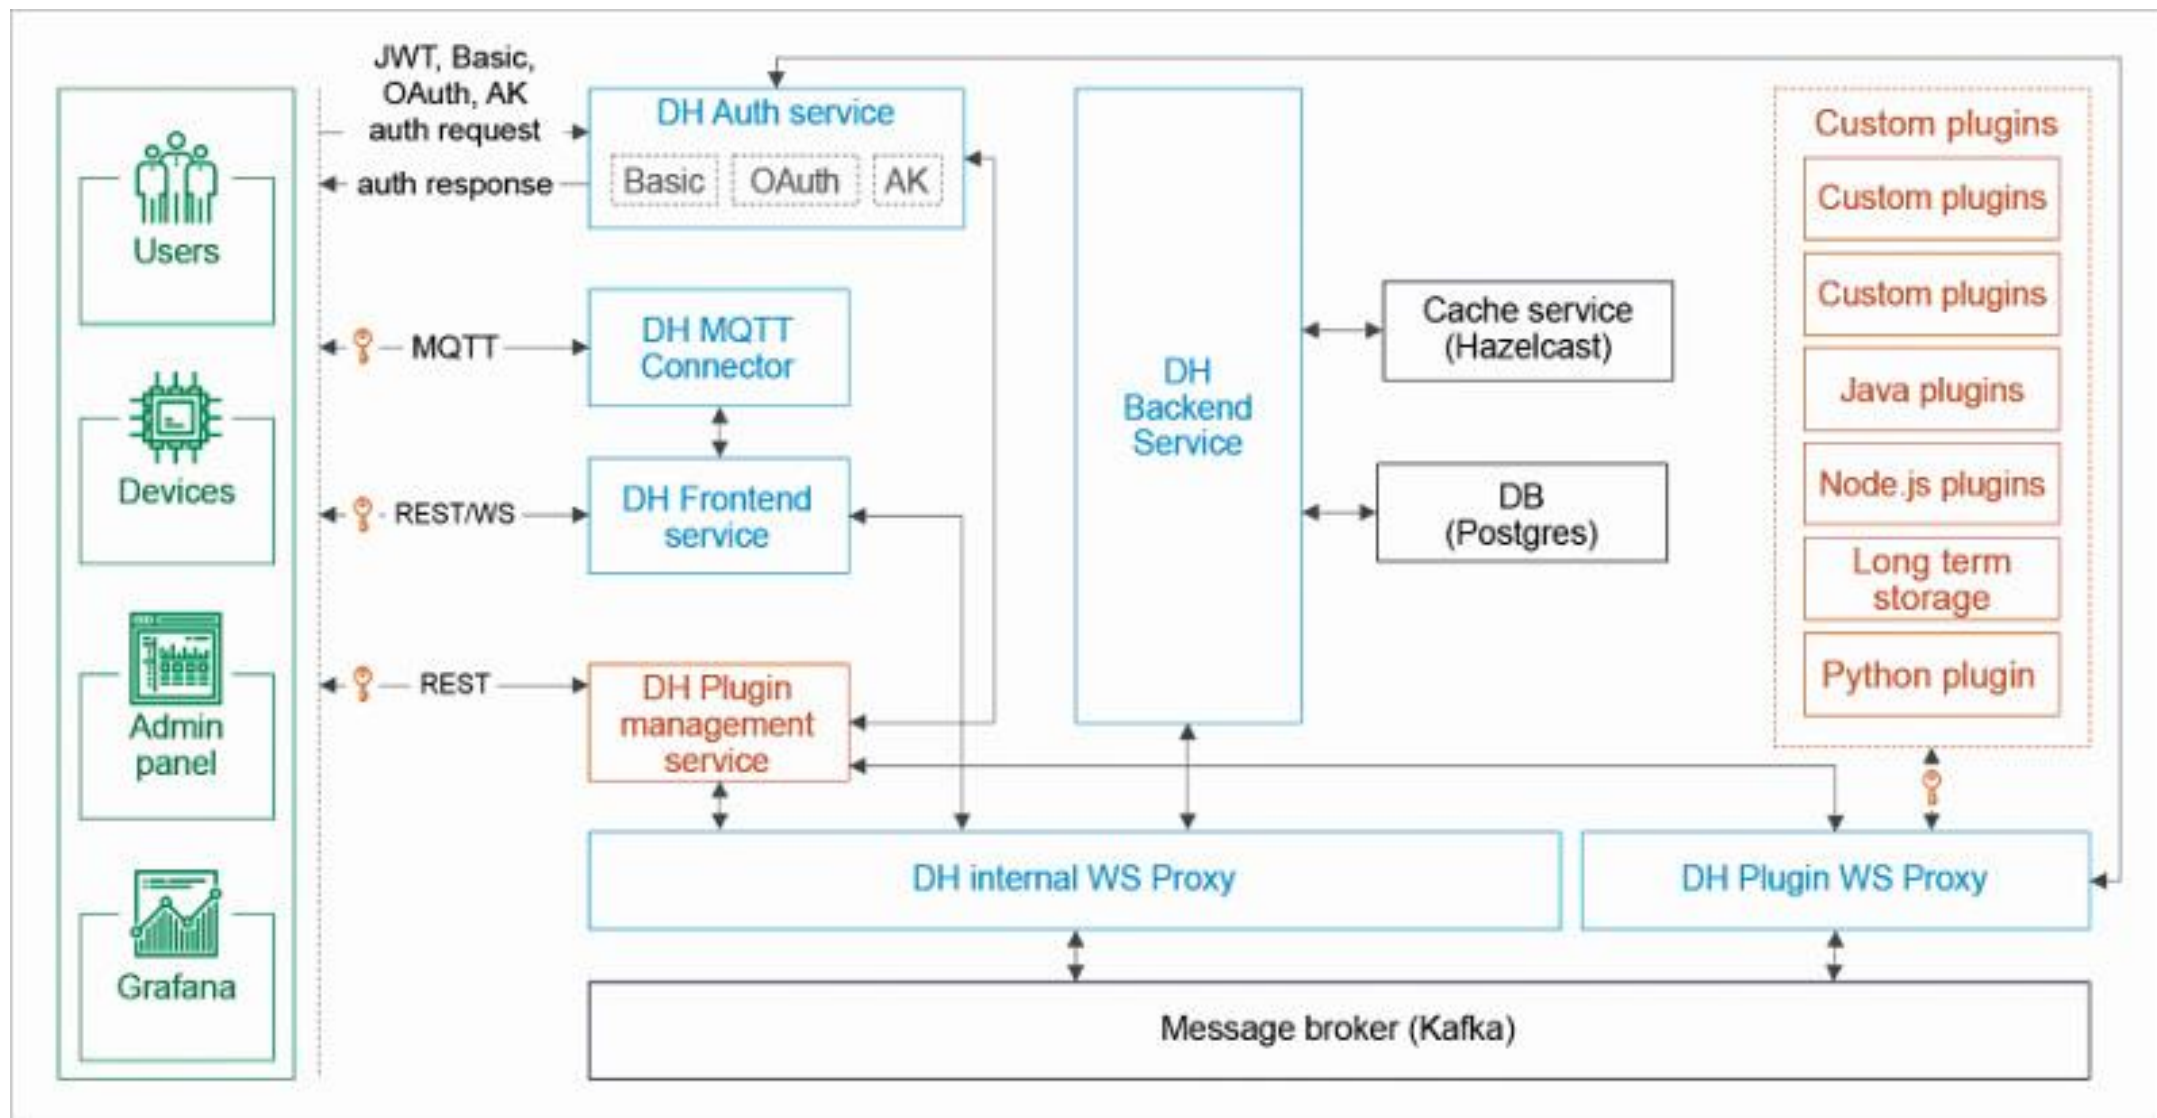 JWT, Basic,
OAuth, AK
auth request
auth response
Users
Devices
Admin
panel
Grafana
MQTT
REST/WS
REST
DH Auth service
Basic
OAuth
AK
DH MQTT
Connector
DH Frontend
service
DH Plugin
management
service
DH
Backend
Service
Cache service
(Hazelcast)
DB
(Postgres)
Custom plugins
Custom plugins
Custom plugins
Java plugins
Node.js plugins
Long term
storage
Python plugin
DH internal WS Proxy
DH Plugin WS Proxy
Message broker (Kafka)